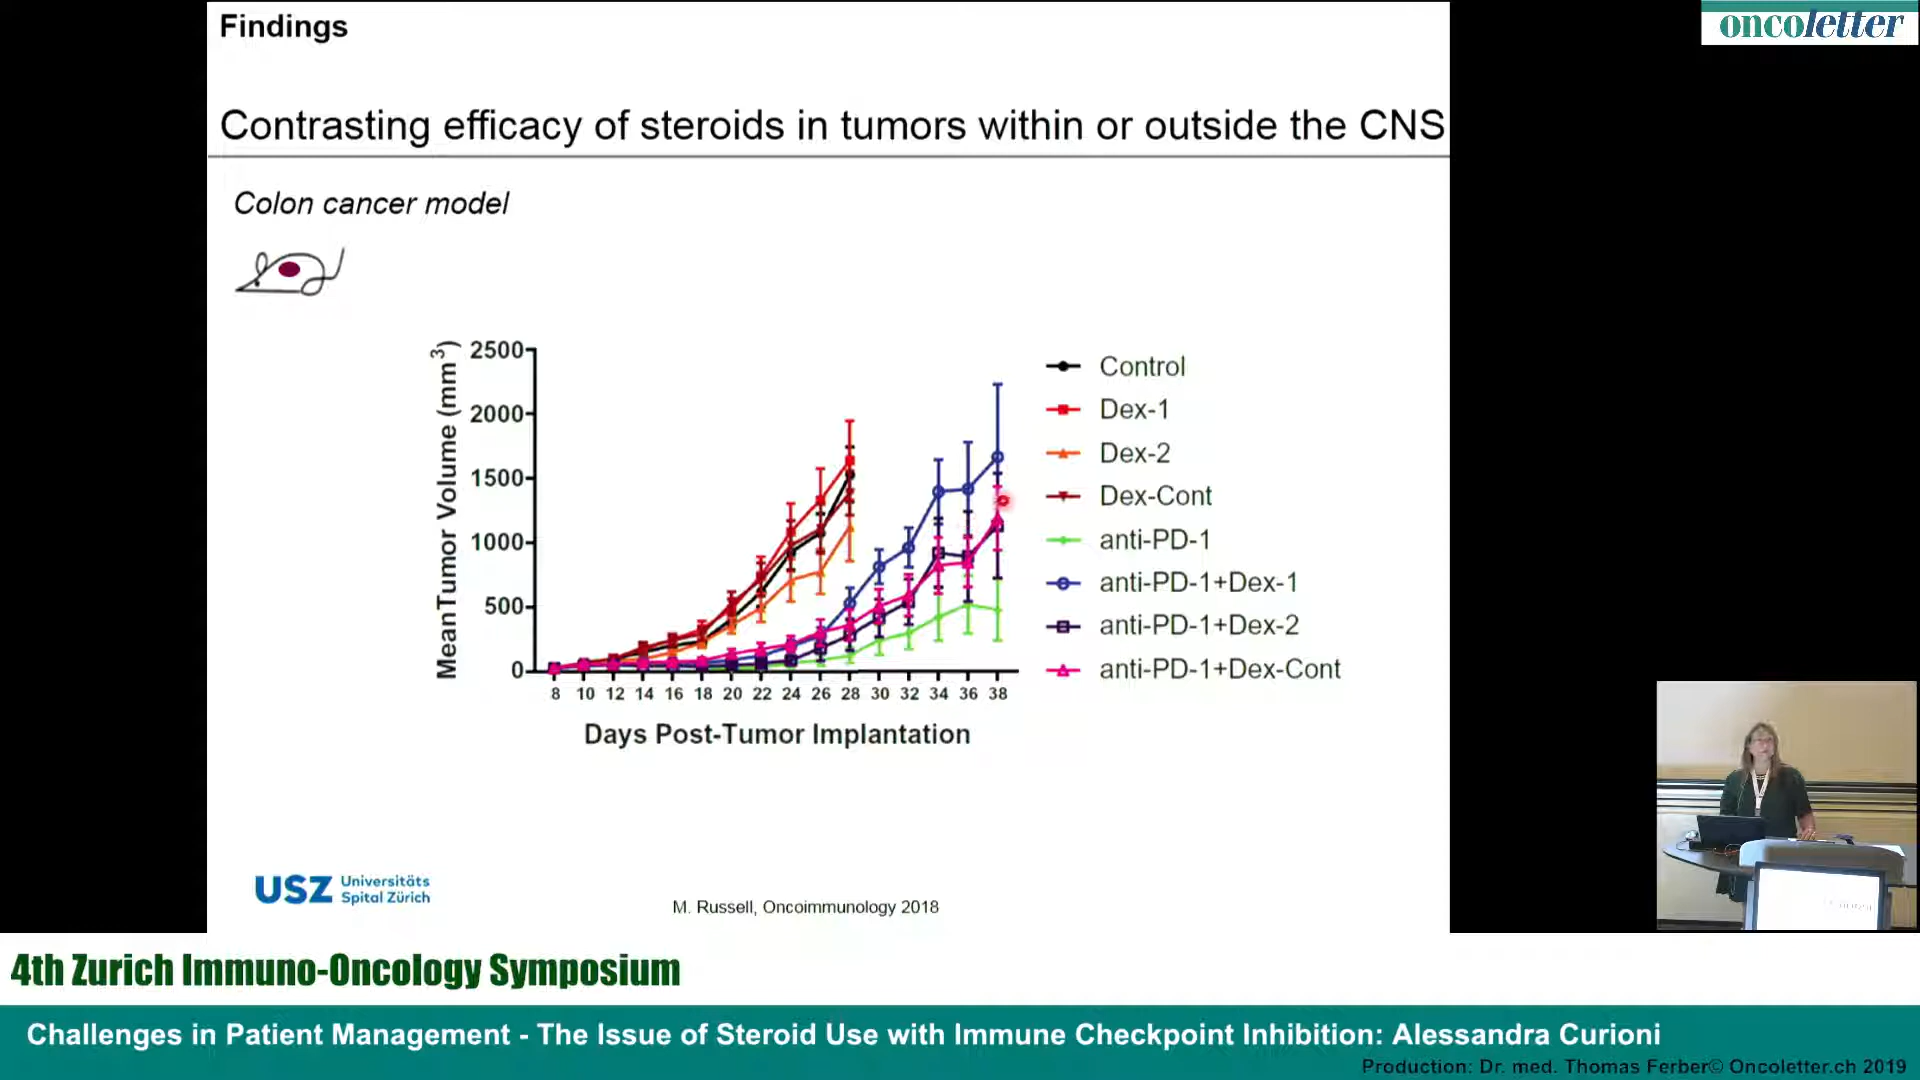 Findings
oncoletter
Contrasting efficacy of steroids in tumors within or outside the CNS
Colon cancer model
MeanTumor Volume (mm³)
2500
2000
1500
1000
500
0
8 10 12 14 16 18 20 22 24 26 28 30 32 34 36 38
Days Post-Tumor Implantation
Control
Dex-1
Dex-2
Dex-Cont
anti-PD-1
anti-PD-1+Dex-1
anti-PD-1+Dex-2
anti-PD-1+Dex-Cont
USZ Universitäts
Spital Zürich
M. Russell, Oncoimmunology 2018
4th Zurich Immuno-Oncology Symposium
Challenges in Patient Management - The Issue of Steroid Use with Immune Checkpoint Inhibition: Alessandra Curioni
Production: Dr. med. Thomas Ferber© Oncoletter.ch 2019